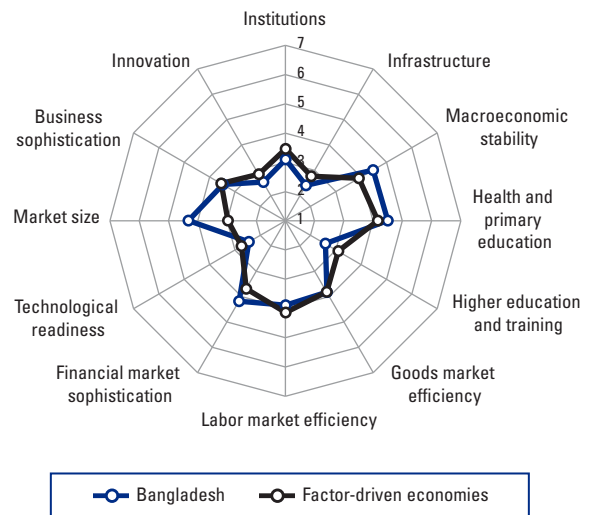 Institutions
7
Innovation
Infrastructure
6
5
Business
sophistication
Macroeconomic
stability
4
3
2
Market size
1
Health and
primary
education
Technological
readiness
Higher education
and training
Financial market
sophistication
Goods market
efficiency
Labor market efficiency
Bangladesh
Factor-driven economies